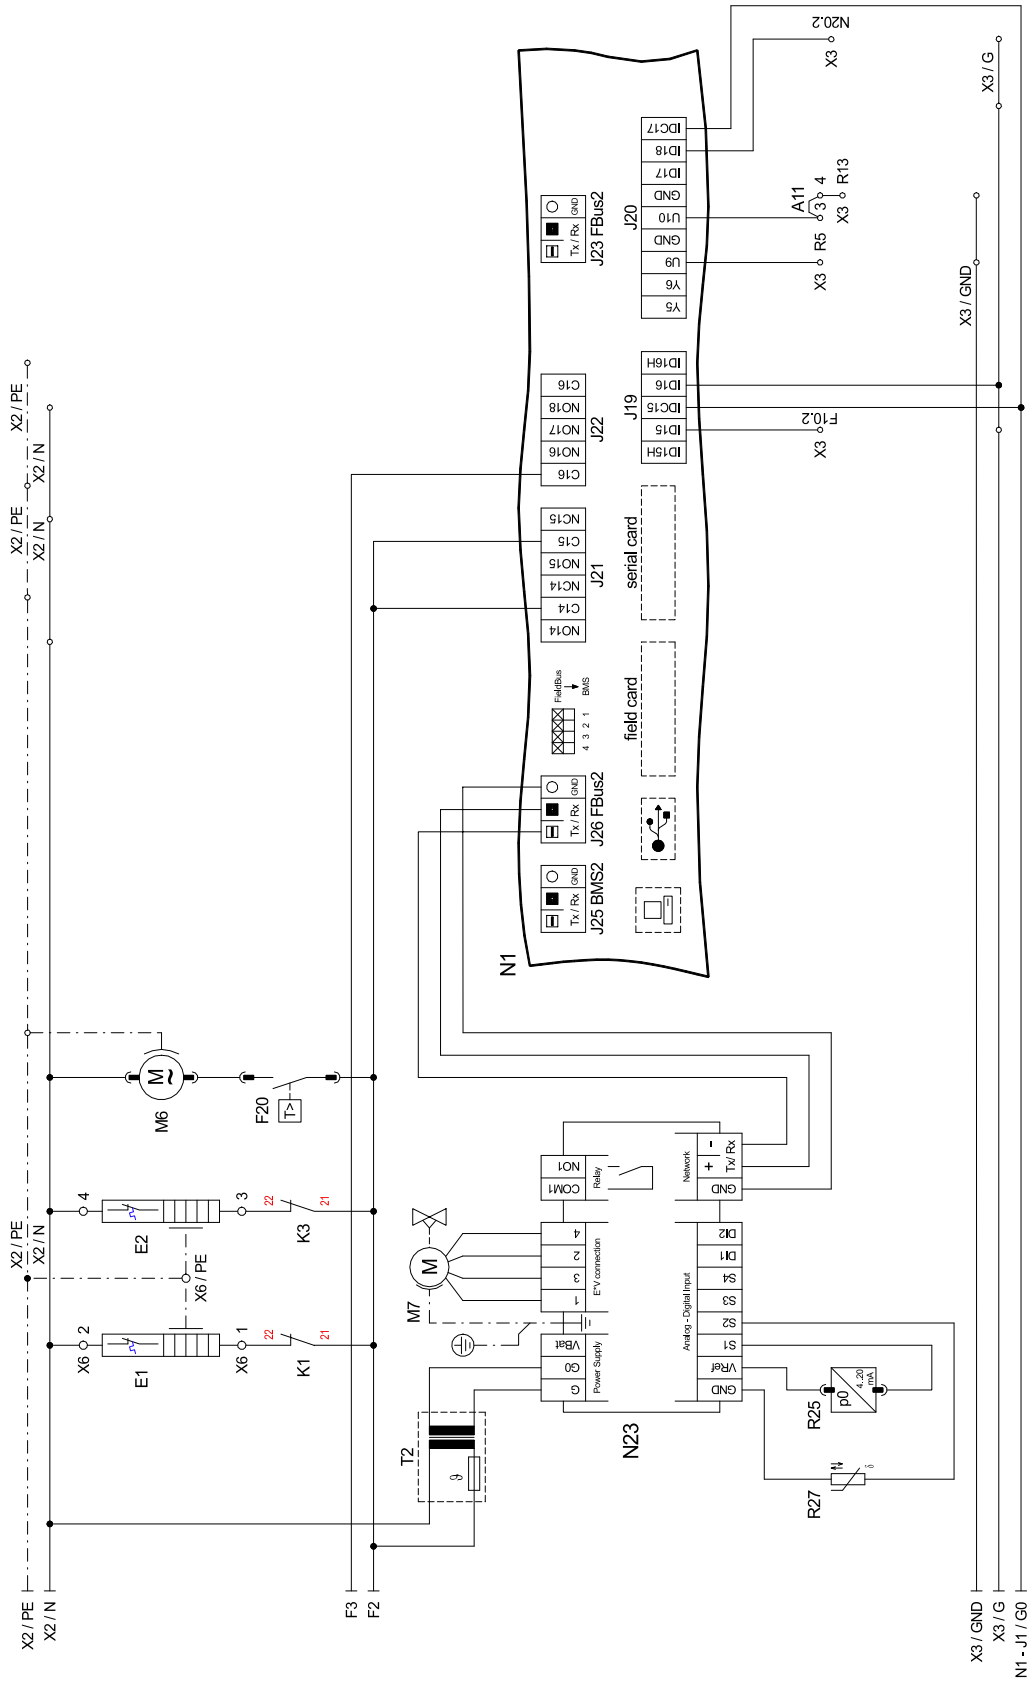 X2 / PE
X2 / N
X2 / PE
X2 / N
X2 / PE
X2 / N
X2 / PE
X2 / N
X6
2
4
E1
E2
X6 / PE
M6
M
~
X6
1
3
22
22
F20
T>
K1
21
K3
21
F3
F2
T2
ϑ
M7
M
G
G0
VBat
Power Supply
1
3
2
4
E*V connection
COM1
NO1
Relay
N23
Analog - Digital Input
Network
GND
VRef
S1
S2
S3
S4
DI1
DI2
GND
+
-
Tx/ Rx
R25
p0
4..20
mA
R27
δ
N1
Tx / Rx
GND
J25 BMS2
Tx / Rx
GND
J26 FBus2
FieldBus
BMS
4 3 2 1
NO14
C14
NC14
NO15
C15
NC15
J21
C16
NO16
NO17
NO18
C16
J22
Tx / Rx
GND
J23 FBus2
field card
serial card
J19
ID15H
ID15
IDC15
ID16
ID16H
J20
Y5
Y6
U9
GND
U10
GND
ID17
ID18
IDC17
X3
F10.2
X3
R5
A11
3
4
X3
R13
X3
N20.2
X3 / GND
X3 / G
X3 / GND
X3 / G
N1 - J1 / G0